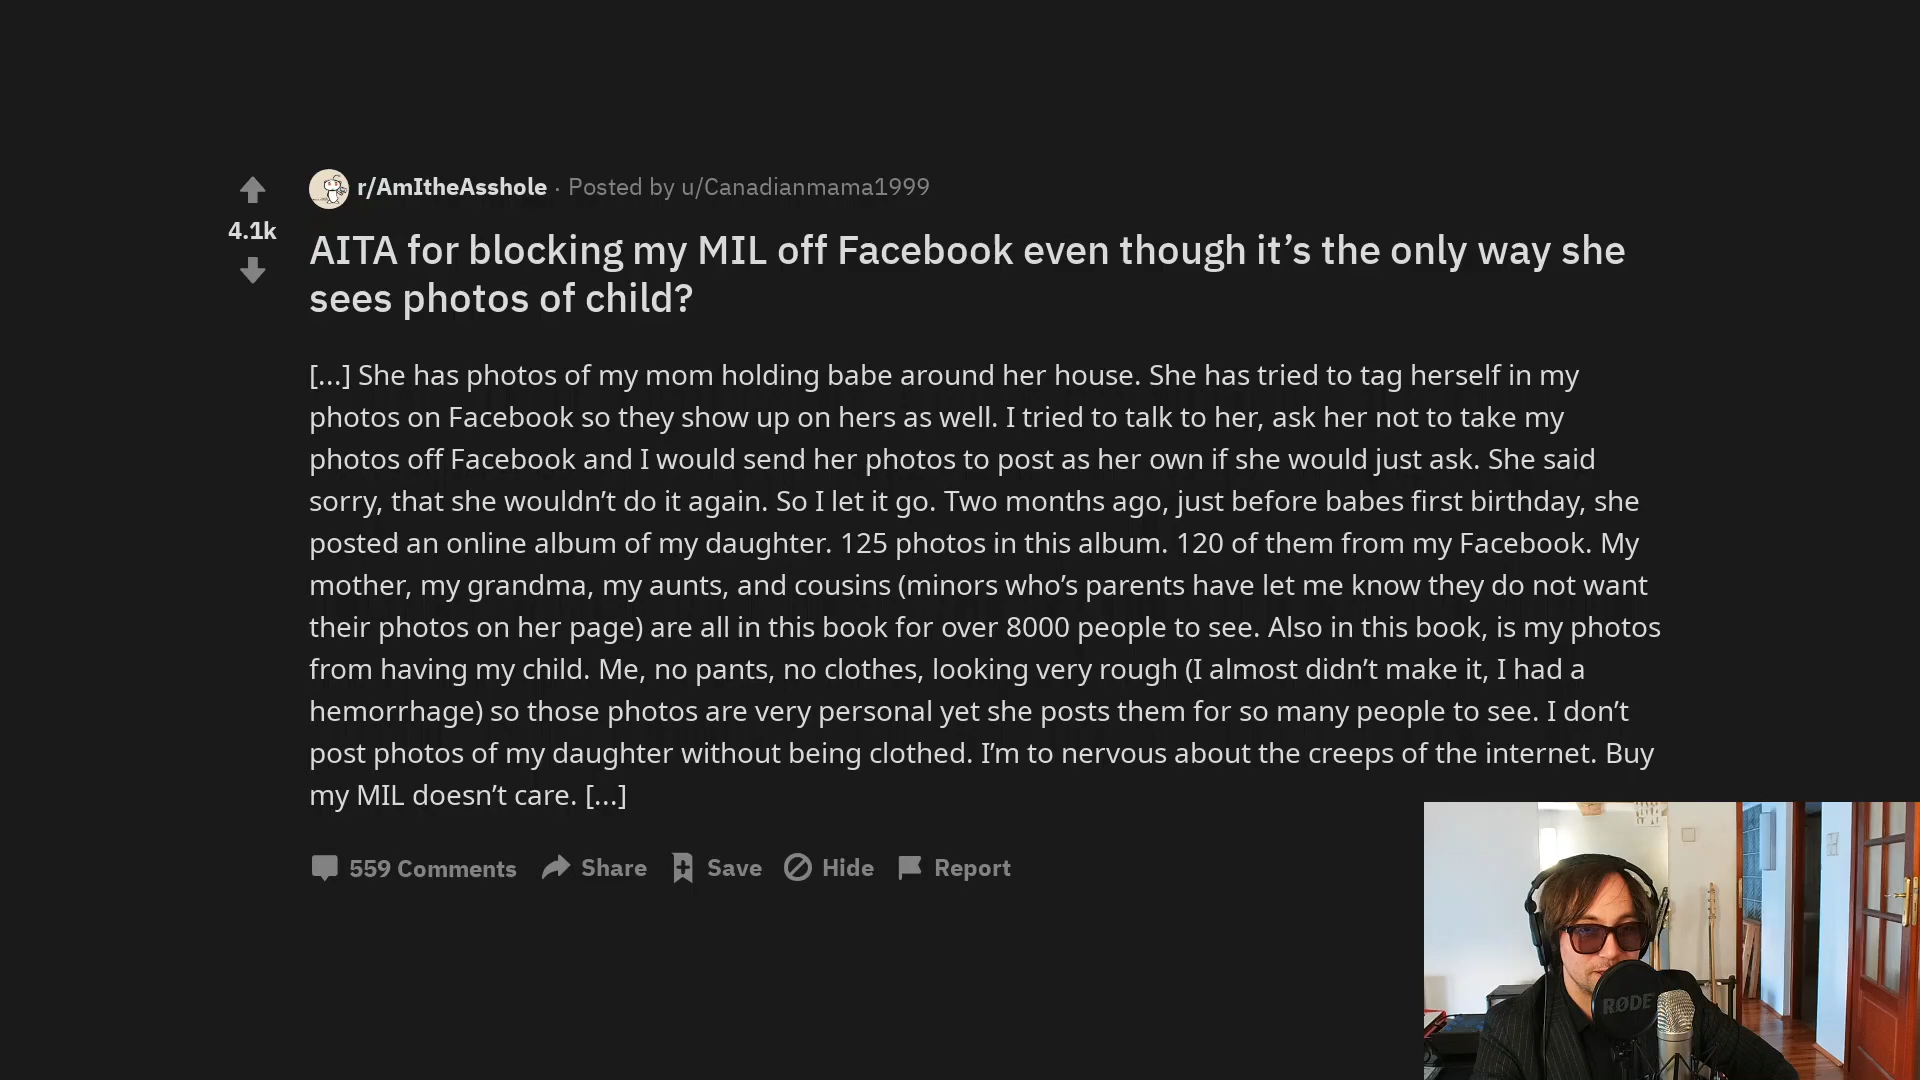 r/AmItheAsshole · Posted by u/Canadianmama1999
4.1k
AITA for blocking my MIL off Facebook even though it’s the only way she
sees photos of child?
[...] She has photos of my mom holding babe around her house. She has tried to tag herself in my
photos on Facebook so they show up on hers as well. I tried to talk to her, ask her not to take my
photos off Facebook and I would send her photos to post as her own if she would just ask. She said
sorry, that she wouldn’t do it again. So I let it go. Two months ago, just before babes first birthday, she
posted an online album of my daughter. 125 photos in this album. 120 of them from my Facebook. My
mother, my grandma, my aunts, and cousins (minors who’s parents have let me know they do not want
their photos on her page) are all in this book for over 8000 people to see. Also in this book, is my photos
from having my child. Me, no pants, no clothes, looking very rough (I almost didn’t make it, I had a
hemorrhage) so those photos are very personal yet she posts them for so many people to see. I don’t
post photos of my daughter without being clothed. I’m to nervous about the creeps of the internet. Buy
my MIL doesn’t care. [...]
559 Comments Share Save Hide Report
RØDE